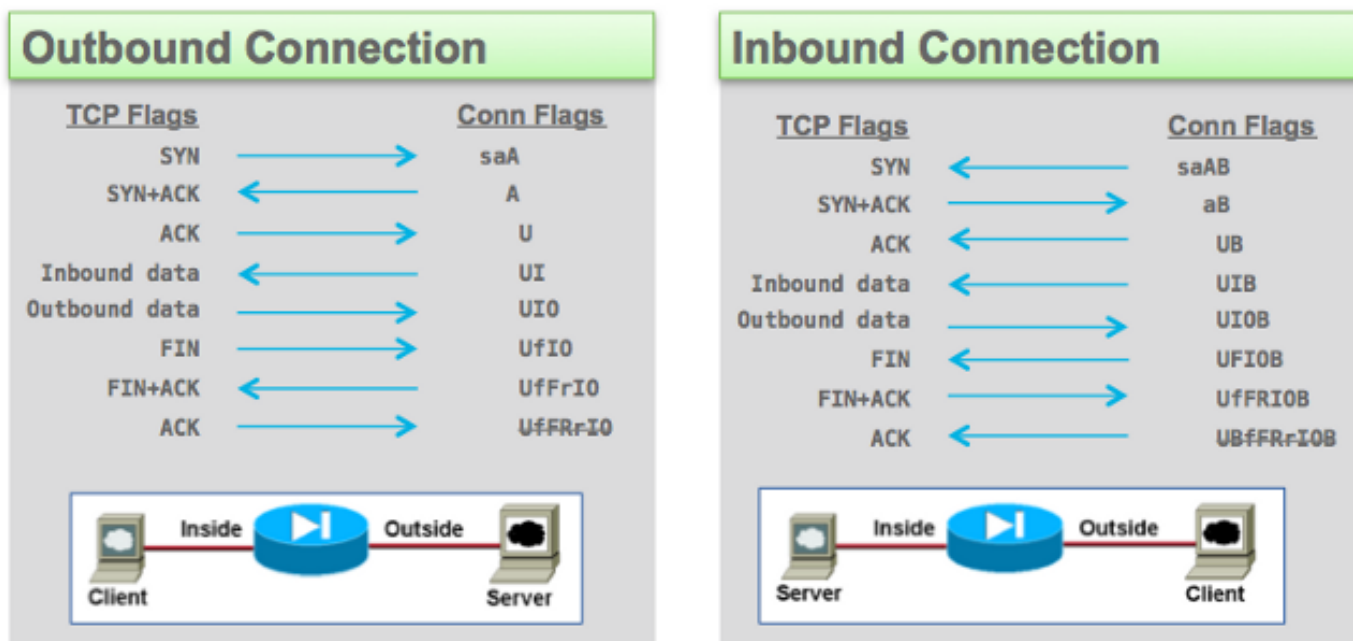 Outbound Connection
TCP Flags Conn Flags
SYN saA
SYN+ACK A
ACK U
Inbound data UI
Outbound data UIO
FIN UfIO
FIN+ACK UfFrIO
ACK UfFRrIO
Inside Outside
Client Server
Inbound Connection
TCP Flags Conn Flags
SYN saAB
SYN+ACK aB
ACK UB
Inbound data UIB
Outbound data UIOB
FIN UFIOB
FIN+ACK UfFRIOB
ACK UBfFRrIOB
Inside Outside
Server Client